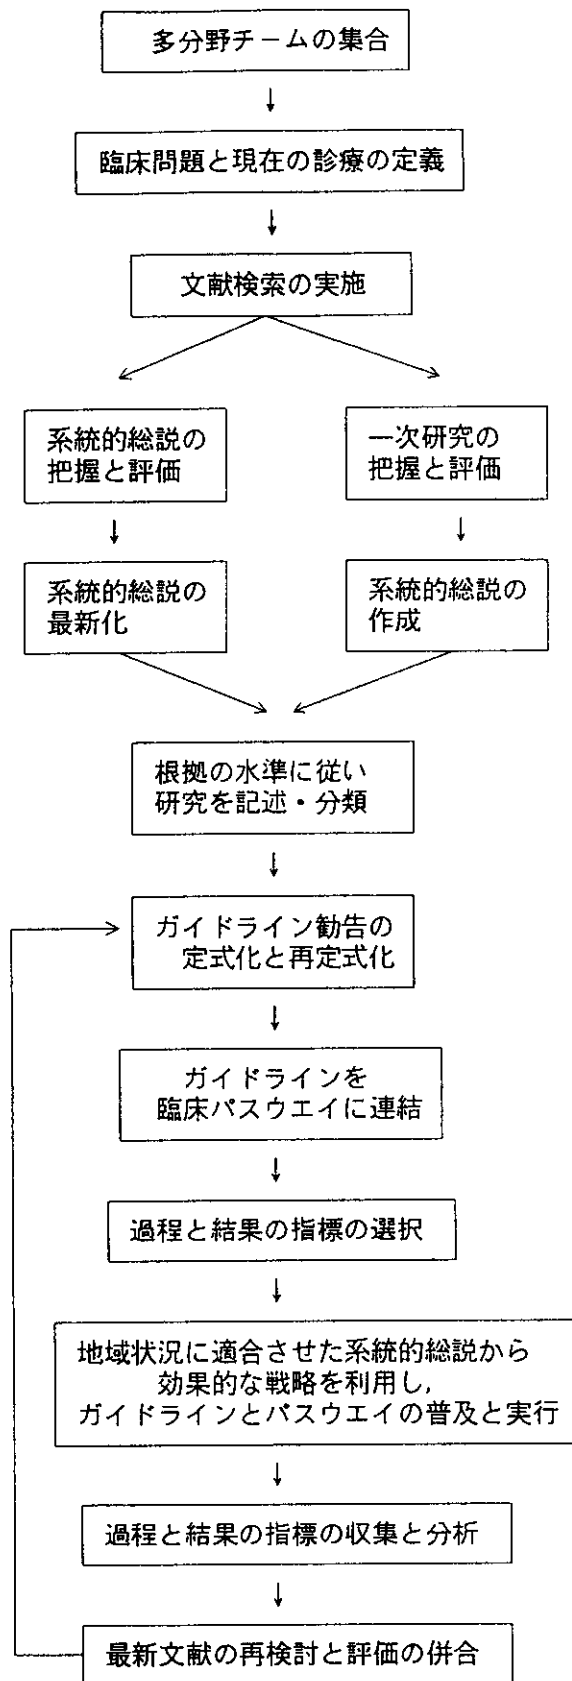 多分野チームの集合
臨床問題と現在の診療の定義
文献検索の実施
系統的総説の
把握と評価
一次研究の
把握と評価
系統的総説の
最新化
系統的総説の
作成
根拠の水準に従い
研究を記述・分類
ガイドライン勧告の
定式化と再定式化
ガイドラインを
臨床パスウエイに連結
過程と結果の指標の選択
地域状況に適合させた系統的総説から
効果的な戦略を利用し,
ガイドラインとパスウエイの普及と実行
過程と結果の指標の収集と分析
最新文献の再検討と評価の併合